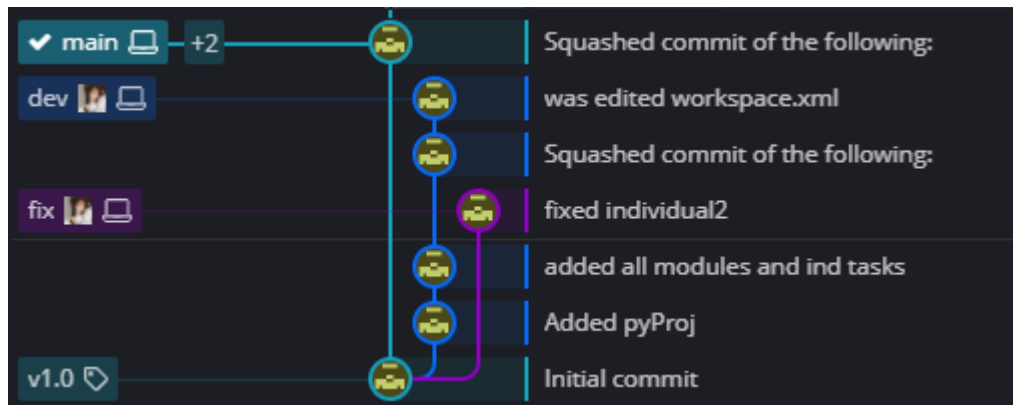 main +2 Squashed commit of the following:
dev was edited workspace.xml
Squashed commit of the following:
fix fixed individual2
added all modules and ind tasks
Added pyProj
v1.0 Initial commit